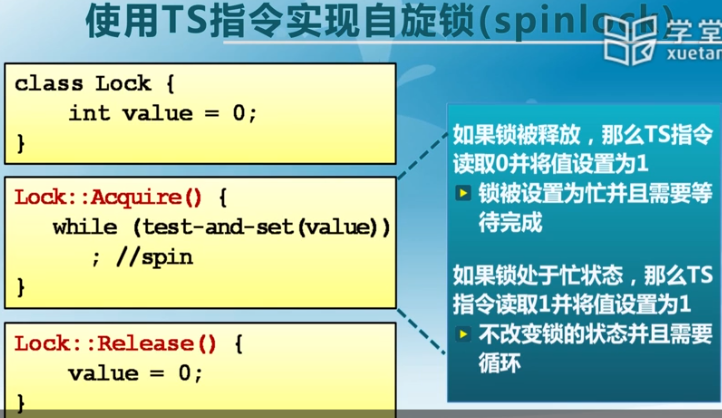 使用TS指令实现自旋锁(spinlock)
学堂
xuetan
class Lock {
int value = 0;
}
Lock::Acquire() {
while (test-and-set(value))
; //spin
}
Lock::Release() {
value = 0;
}
如果锁被释放，那么TS指令
读取0并将值设置为1
锁被设置为忙并且需要等
待完成
如果锁处于忙状态，那么TS
指令读取1并将值设置为1
不改变锁的状态并且需要
循环